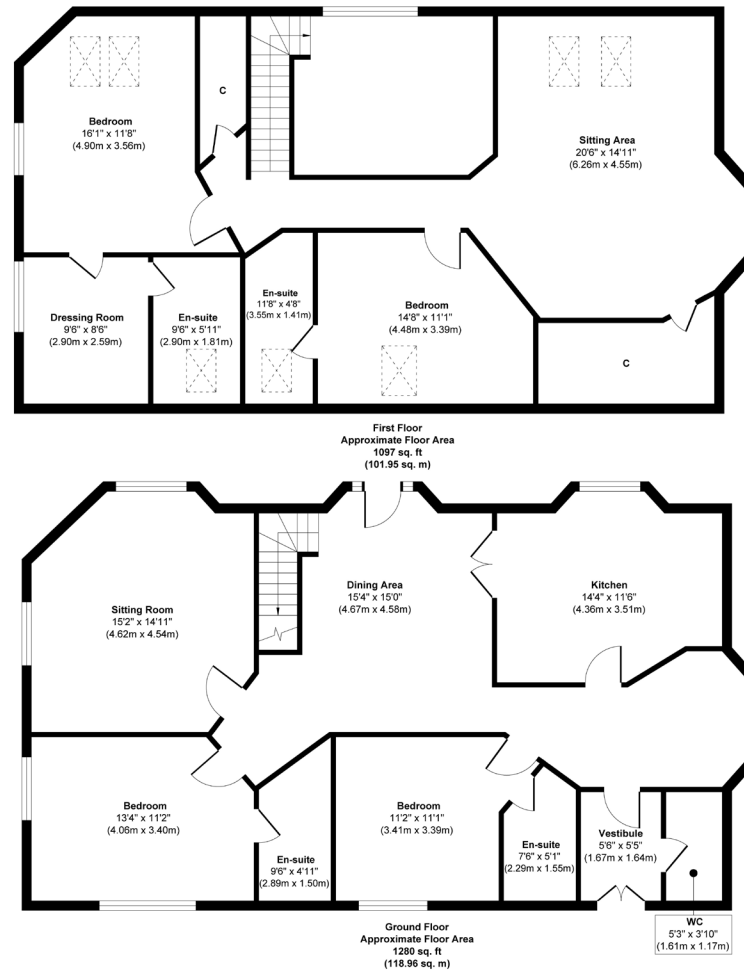 C
Bedroom
16'1" x 11'8"
(4.90m x 3.56m)
Sitting Area
20'6" x 14'11"
(6.26m x 4.55m)
Dressing Room
9'6" x 8'6"
(2.90m x 2.59m)
En-suite
9'6" x 5'11"
(2.90m x 1.81m)
En-suite
11'8" x 4'8"
(3.55m x 1.41m)
Bedroom
14'8" x 11'1"
(4.48m x 3.39m)
C
First Floor
Approximate Floor Area
1097 sq. ft
(101.95 sq. m)
Sitting Room
15'2" x 14'11"
(4.62m x 4.54m)
Dining Area
15'4" x 15'0"
(4.67m x 4.58m)
Kitchen
14'4" x 11'6"
(4.36m x 3.51m)
Bedroom
13'4" x 11'2"
(4.06m x 3.40m)
En-suite
9'6" x 4'11"
(2.89m x 1.50m)
Bedroom
11'2" x 11'1"
(3.41m x 3.39m)
En-suite
7'6" x 5'1"
(2.29m x 1.55m)
Vestibule
5'6" x 5'5"
(1.67m x 1.64m)
WC
5'3" x 3'10"
(1.61m x 1.17m)
Ground Floor
Approximate Floor Area
1280 sq. ft
(118.96 sq. m)